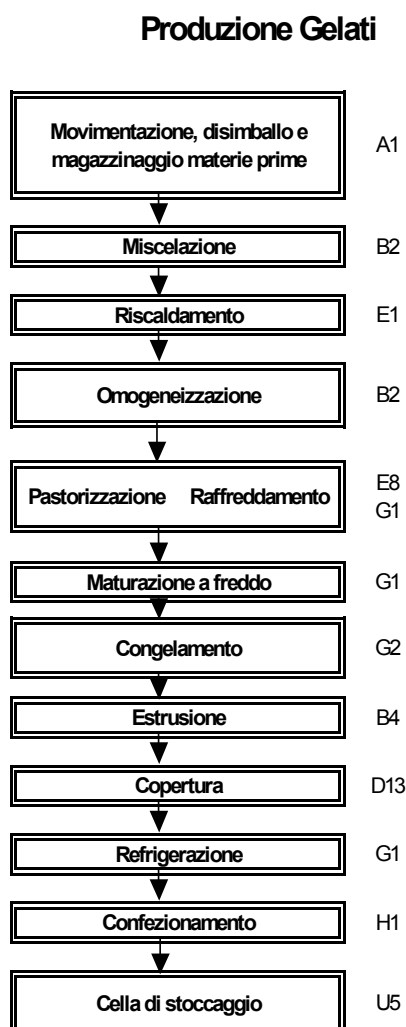 Produzione Gelati
Movimentazione, disimballo e
magazzinaggio materie prime
A1
Miscelazione
B2
Riscaldamento
E1
Omogeneizzazione
B2
Pastorizzazione Raffreddamento
E8
G1
Maturazione a freddo
G1
Congelamento
G2
Estrusione
B4
Copertura
D13
Refrigerazione
G1
Confezionamento
H1
Cella di stoccaggio
U5